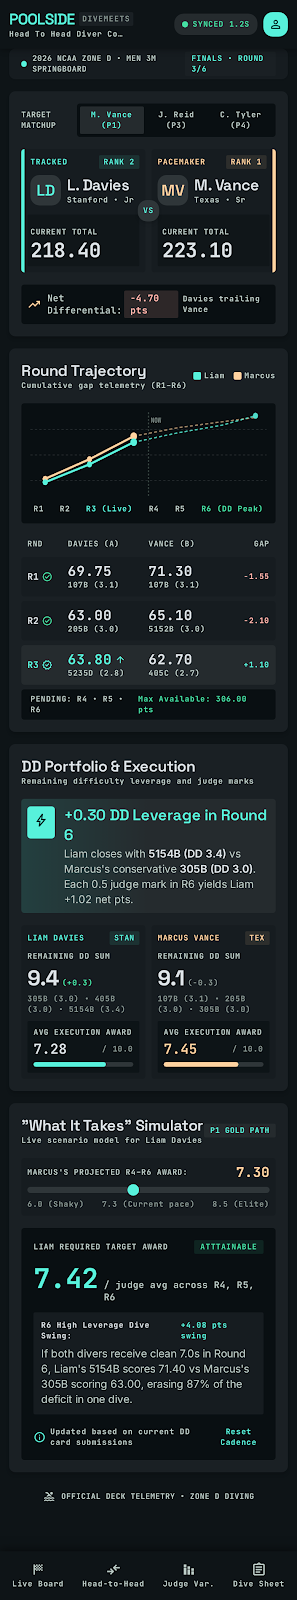 POOLSIDE DIVEMEETS
Head To Head Diver Co…
SYNCED 1.2S
2026 NCAA ZONE D · MEN 3M
SPRINGBOARD
FINALS · ROUND
3/6
TARGET
MATCHUP
M. Vance
(P1)
J. Reid
(P3)
C. Tyler
(P4)
TRACKED
RANK 2
LD
L. Davies
Stanford · Jr
CURRENT TOTAL
218.40
VS
PACEMAKER
RANK 1
MV
M. Vance
Texas · Sr
CURRENT TOTAL
223.10
Net
Differential:
-4.70
pts
Davies trailing
Vance
Round Trajectory
Cumulative gap telemetry (R1–R6)
Liam
Marcus
NOW
R1 R2 R3 (Live) R4 R5 R6 (DD Peak)
RND DAVIES (A) VANCE (B) GAP
R1 69.75 71.30 -1.55
107B (3.1) 107B (3.1)
R2 63.00 65.10 -2.10
205B (3.0) 5152B (3.0)
R3 63.80 ↑ 62.70 +1.10
5235D (2.8) 405C (2.7)
PENDING: R4 · R5 ·
R6
Max Available: 306.00
pts
DD Portfolio & Execution
Remaining difficulty leverage and judge marks
+0.30 DD Leverage in Round
6
Liam closes with 5154B (DD 3.4) vs
Marcus's conservative 305B (DD 3.0).
Each 0.5 judge mark in R6 yields Liam
+1.02 net pts.
LIAM DAVIES
STAN
REMAINING DD SUM
9.4 (+0.3)
305B (3.0) · 405B
(3.0) · 5154B (3.4)
AVG EXECUTION AWARD
7.28 / 10.0
MARCUS VANCE
TEX
REMAINING DD SUM
9.1 (-0.3)
107B (3.1) · 205B
(3.0) · 305B (3.0)
AVG EXECUTION AWARD
7.45 / 10.0
"What It Takes" Simulator
Live scenario model for Liam Davies
P1 GOLD PATH
MARCUS'S PROJECTED R4–R6 AWARD: 7.30
6.0 (Shaky) 7.3 (Current pace) 8.5 (Elite)
LIAM REQUIRED TARGET AWARD
ATTTAINABLE
7.42 / judge avg across R4, R5,
R6
R6 High Leverage Dive
Swing:
+4.08 pts
swing
If both divers receive clean 7.0s in Round
6, Liam's 5154B scores 71.40 vs Marcus's
305B scoring 63.00, erasing 87% of the
deficit in one dive.
Updated based on current DD
card submissions
Reset
Cadence
OFFICIAL DECK TELEMETRY · ZONE D DIVING
Live Board
Head-to-Head
Judge Var.
Dive Sheet